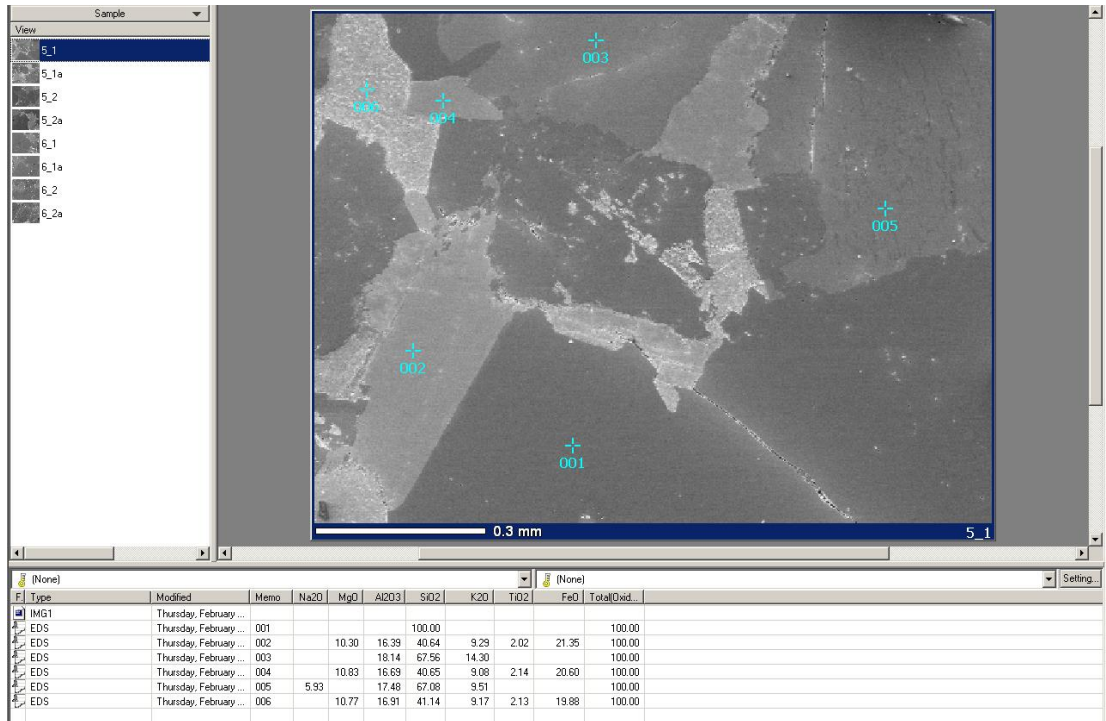 Sample
View
5_1
5_1a
5_2
5_2a
6_1
6_1a
6_2
6_2a
003
006
004
005
002
001
0.3 mm 5_1
(None) (None) Setting...
F. Type Modified Memo Na2O MgO Al2O3 SiO2 K2O TiO2 FeO Total(Oxid...
IMG1 Thursday, February ...
EDS Thursday, February ... 001 100.00 100.00
EDS Thursday, February ... 002 10.30 16.39 40.64 9.29 2.02 21.35 100.00
EDS Thursday, February ... 003 18.14 67.56 14.30 100.00
EDS Thursday, February ... 004 10.83 16.69 40.65 9.08 2.14 20.60 100.00
EDS Thursday, February ... 005 5.93 17.48 67.08 9.51 100.00
EDS Thursday, February ... 006 10.77 16.91 41.14 9.17 2.13 19.88 100.00